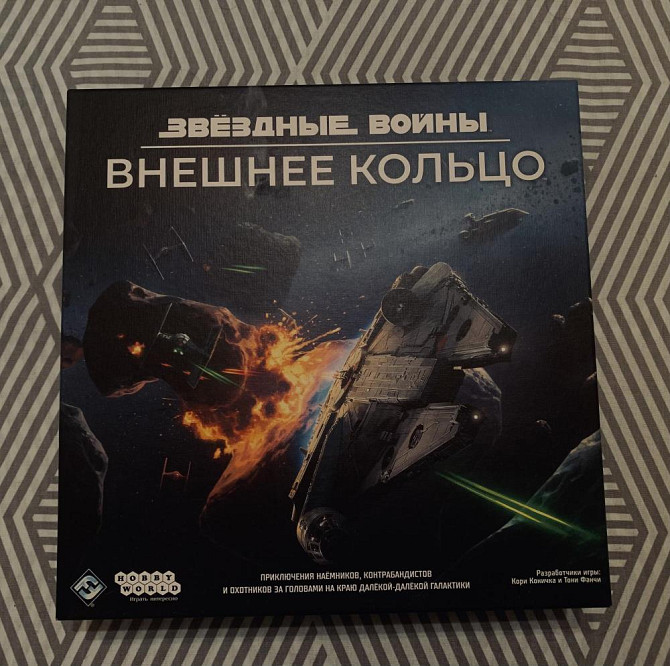 ЗВЁЗДНЫЕ ВОЙНЫ
ВНЕШНЕЕ КОЛЬЦО
HOBBY
WORLD
Играть интересно
ПРИКЛЮЧЕНИЯ НАЁМНИКОВ, КОНТРАБАНДИСТОВ
И ОХОТНИКОВ ЗА ГОЛОВАМИ НА КРАЮ ДАЛЁКОЙ-ДАЛЁКОЙ ГАЛАКТИКИ
Разработчики игры:
Кори Коничка и Тони Фанчи